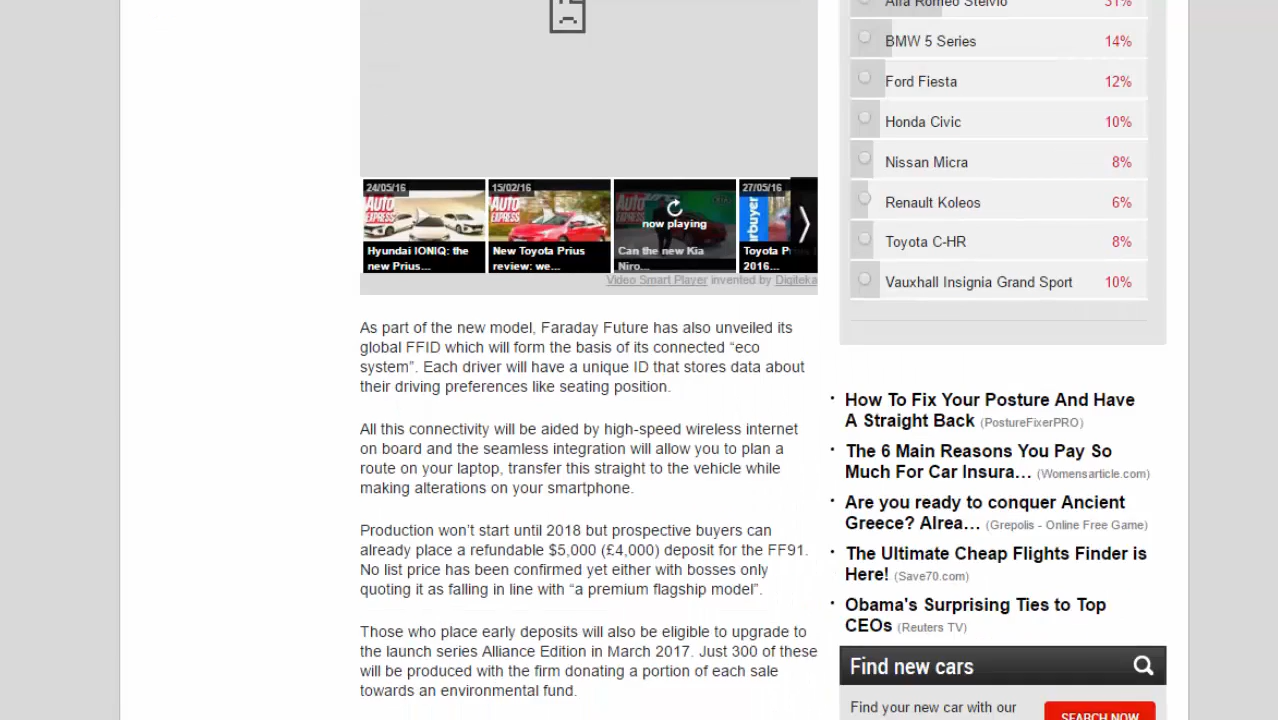 24/05/16
Hyundai IONIQ: the
new Prius...
15/02/16
New Toyota Prius
review: we...
now playing
Can the new Kia
Niro...
27/05/16
Toyota
2016...
Video Smart Player invented by Digiteka
As part of the new model, Faraday Future has also unveiled its
global FFID which will form the basis of its connected “eco
system”. Each driver will have a unique ID that stores data about
their driving preferences like seating position.
All this connectivity will be aided by high-speed wireless internet
on board and the seamless integration will allow you to plan a
route on your laptop, transfer this straight to the vehicle while
making alterations on your smartphone.
Production won’t start until 2018 but prospective buyers can
already place a refundable $5,000 (£4,000) deposit for the FF91.
No list price has been confirmed yet either with bosses only
quoting it as falling in line with “a premium flagship model”.
Those who place early deposits will also be eligible to upgrade to
the launch series Alliance Edition in March 2017. Just 300 of these
will be produced with the firm donating a portion of each sale
towards an environmental fund.
Alfa Romeo Stelvio 31%
BMW 5 Series 14%
Ford Fiesta 12%
Honda Civic 10%
Nissan Micra 8%
Renault Koleos 6%
Toyota C-HR 8%
Vauxhall Insignia Grand Sport 10%
How To Fix Your Posture And Have
A Straight Back (PostureFixerPRO)
The 6 Main Reasons You Pay So
Much For Car Insura… (Womensarticle.com)
Are you ready to conquer Ancient
Greece? Alrea… (Grepolis - Online Free Game)
The Ultimate Cheap Flights Finder is
Here! (Save70.com)
Obama's Surprising Ties to Top
CEOs (Reuters TV)
Find new cars
Find your new car with our
SEARCH NOW